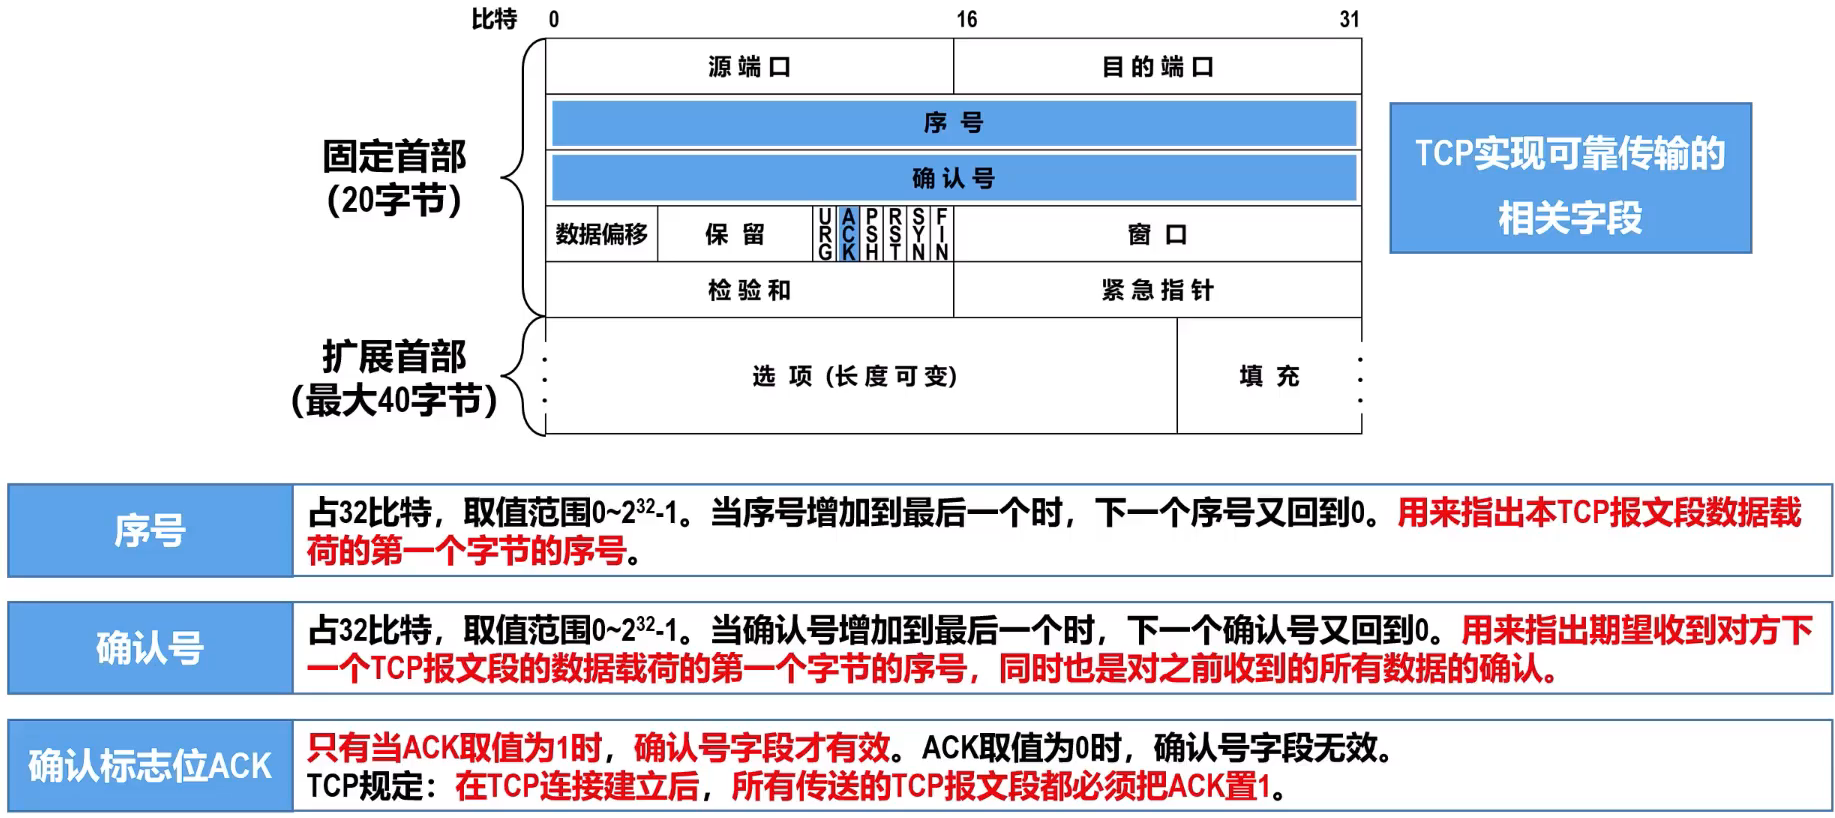 比特 0 16 31
源端口 目的端口
序号
确认号
数据偏移 保留 URG ACK PSH RST SYN FIN 窗口
检验和 紧急指针
选项 (长度可变) 填充
固定首部
(20字节)
扩展首部
(最大40字节)
TCP实现可靠传输的
相关字段
序号
占32比特，取值范围0~2³²-1。当序号增加到最后一个时，下一个序号又回到0。用来指出本TCP报文段数据载
荷的第一个字节的序号。
确认号
占32比特，取值范围0~2³²-1。当确认号增加到最后一个时，下一个确认号又回到0。用来指出期望收到对方下
一个TCP报文段的数据载荷的第一个字节的序号，同时也是对之前收到的所有数据的确认。
确认标志位ACK
只有当ACK取值为1时，确认号字段才有效。ACK取值为0时，确认号字段无效。
TCP规定：在TCP连接建立后，所有传送的TCP报文段都必须把ACK置1。